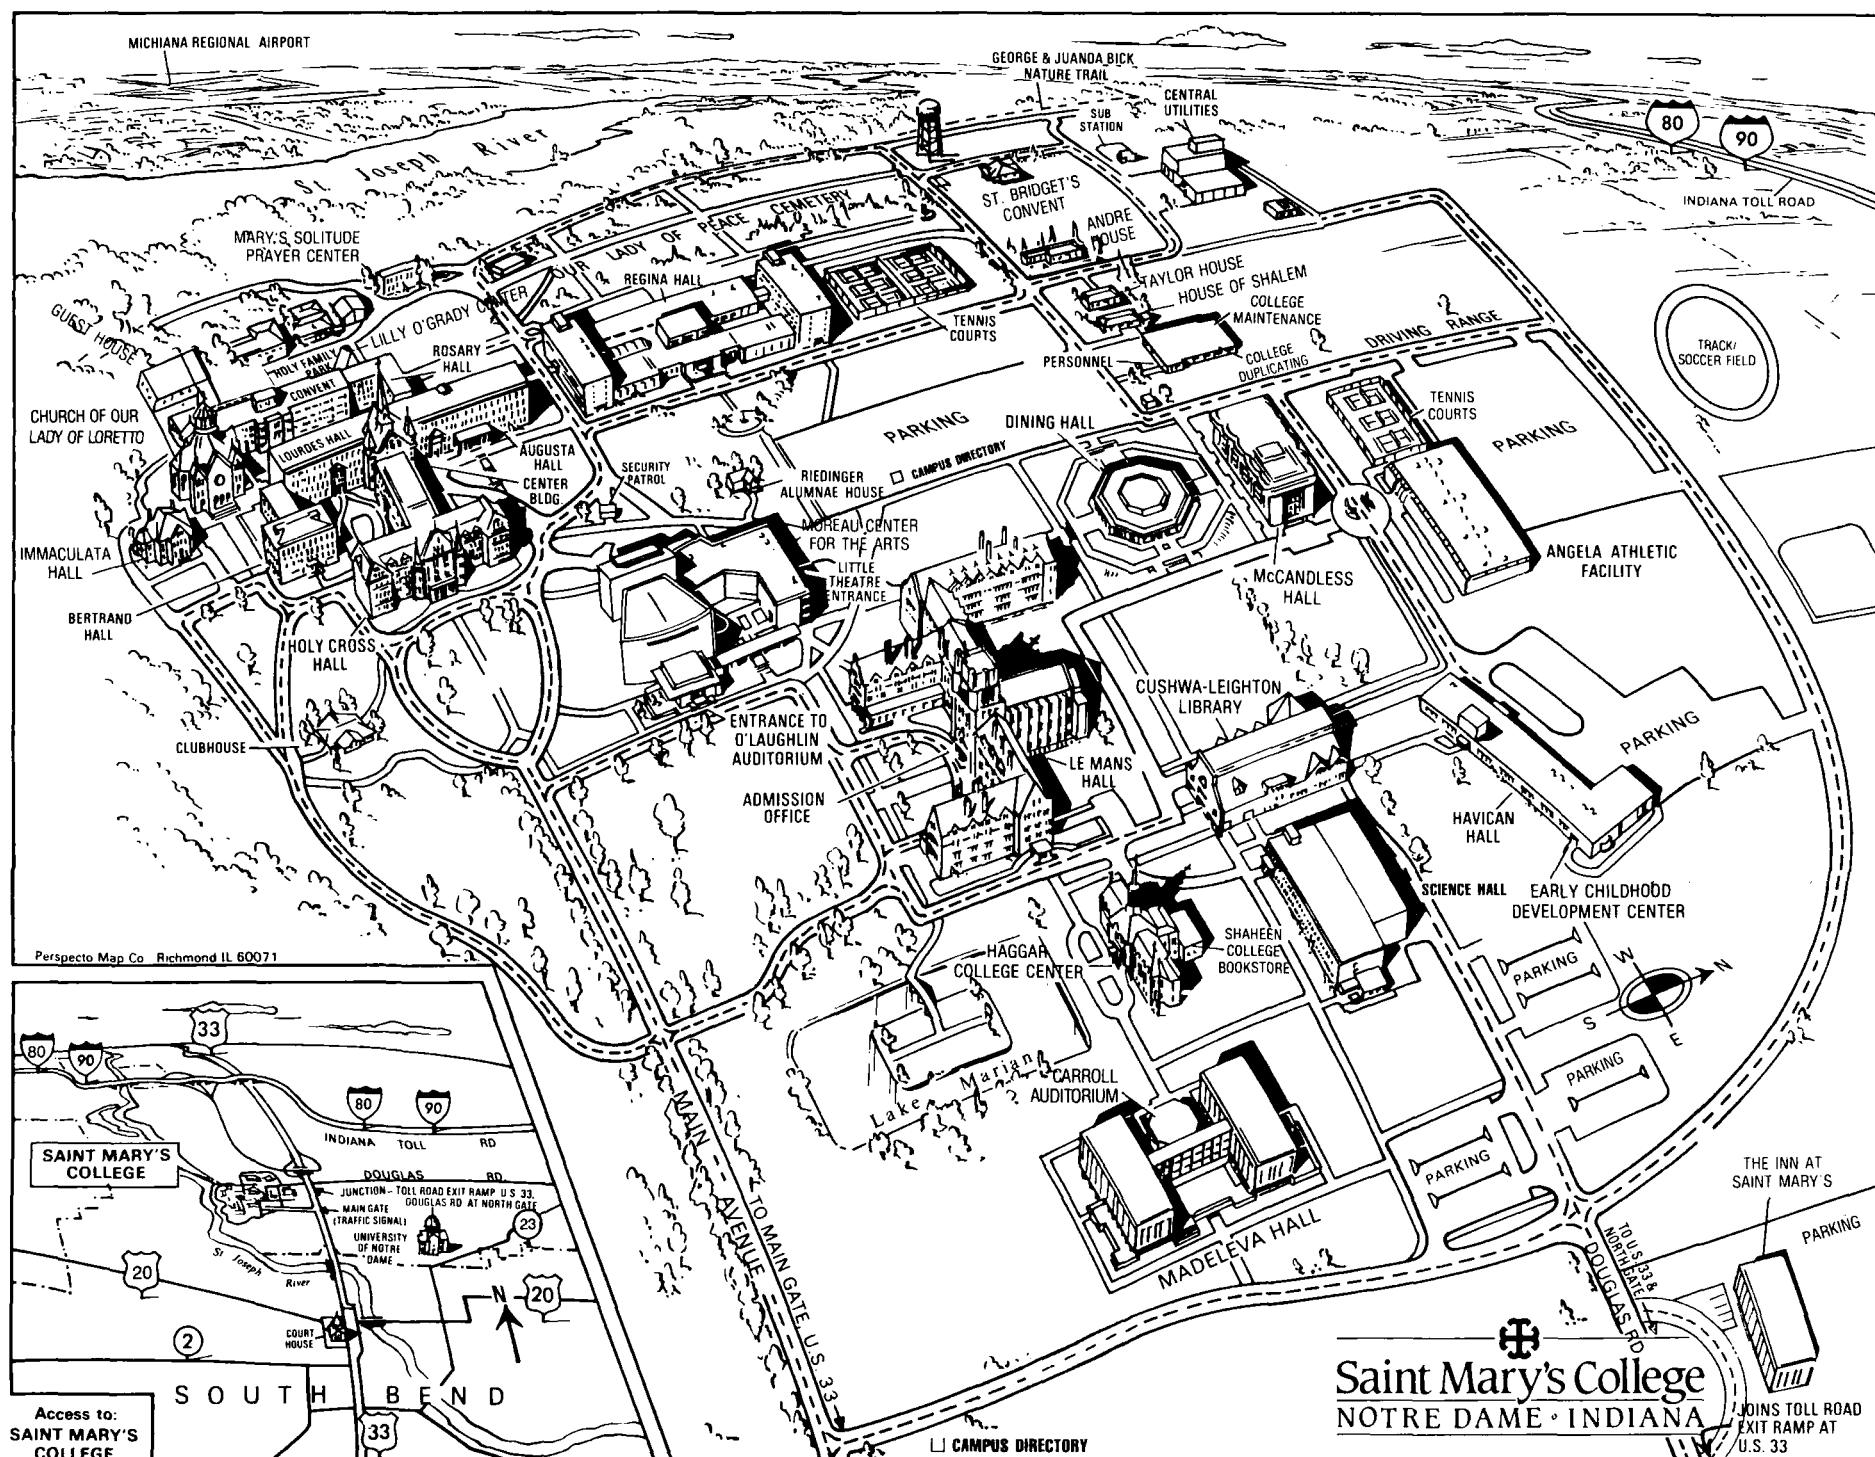 MICHIANA REGIONAL AIRPORT
GEORGE & JUANDA BICK
NATURE TRAIL
SUB
STATION
CENTRAL
UTILITIES
80
90
INDIANA TOLL ROAD
St. Joseph River
OUR LADY OF PEACE CEMETERY
ST. BRIDGET'S
CONVENT
ANDRE
HOUSE
MARY'S SOLITUDE
PRAYER CENTER
GUEST HOUSE
LILLY O'GRADY CENTER
REGINA HALL
TENNIS
COURTS
TAYLOR HOUSE
HOUSE OF SHALEM
COLLEGE
MAINTENANCE
PERSONNEL
COLLEGE
DUPLICATING
DRIVING RANGE
TRACK/
SOCCER FIELD
HOLY FAMILY
PARK
CONVENT
ROSARY
HALL
CHURCH OF OUR
LADY OF LORETTO
LOURDES HALL
AUGUSTA
HALL
CENTER
BLDG.
SECURITY
PATROL
RIEDINGER
ALUMNAE HOUSE
PARKING
CAMPUS DIRECTORY
DINING HALL
TENNIS
COURTS
PARKING
MOREAU CENTER
FOR THE ARTS
LITTLE
THEATRE
ENTRANCE
IMMACULATA
HALL
BERTRAND
HALL
HOLY CROSS
HALL
McCANDLESS
HALL
ANGELA ATHLETIC
FACILITY
CLUBHOUSE
ENTRANCE TO
O'LAUGHLIN
AUDITORIUM
ADMISSION
OFFICE
LE MANS
HALL
CUSHWA-LEIGHTON
LIBRARY
PARKING
HAVICAN
HALL
SCIENCE HALL
EARLY CHILDHOOD
DEVELOPMENT CENTER
HAGGAR
COLLEGE CENTER
SHAHEEN
COLLEGE
BOOKSTORE
PARKING
W
N
S
E
PARKING
PARKING
Lake Marian
CARROLL
AUDITORIUM
MADELEVA HALL
MAIN AVENUE
TO MAIN GATE, U.S. 33
TO U.S. 33 &
NORTH GATE
DOUGLAS RD
THE INN AT
SAINT MARY'S
PARKING
JOINS TOLL ROAD
EXIT RAMP AT
U.S. 33
Saint Mary's College
NOTRE DAME · INDIANA
CAMPUS DIRECTORY
Perspecto Map Co Richmond IL 60071
33
80
90
80
90
INDIANA TOLL RD
SAINT MARY'S
COLLEGE
DOUGLAS RD.
JUNCTION - TOLL ROAD EXIT RAMP U S 33,
DOUGLAS RD AT NORTH GATE
MAIN GATE
(TRAFFIC SIGNAL)
UNIVERSITY
OF NOTRE
DAME
23
St Joseph River
20
N
20
COURT
HOUSE
2
SOUTH BEND
33
Access to:
SAINT MARY'S
COLLEGE